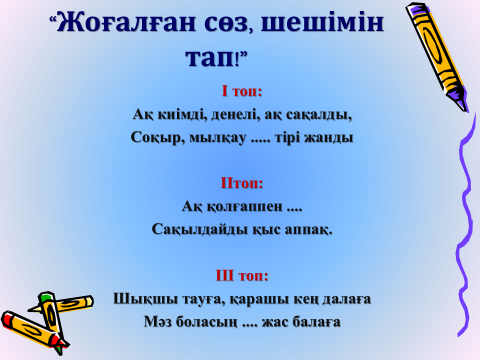 “Жоғалған сөз, шешімін
тап!”
I топ:
Ақ киімді, денелі, ақ сақалды,
Соқыр, мылқау ..... тірі жанды
IIтоп:
Ақ қолғаппен ....
Сақылдайды қыс аппақ.
III топ:
Шықшы тауға, қарашы кең далаға
Мәз боласың .... жас балаға